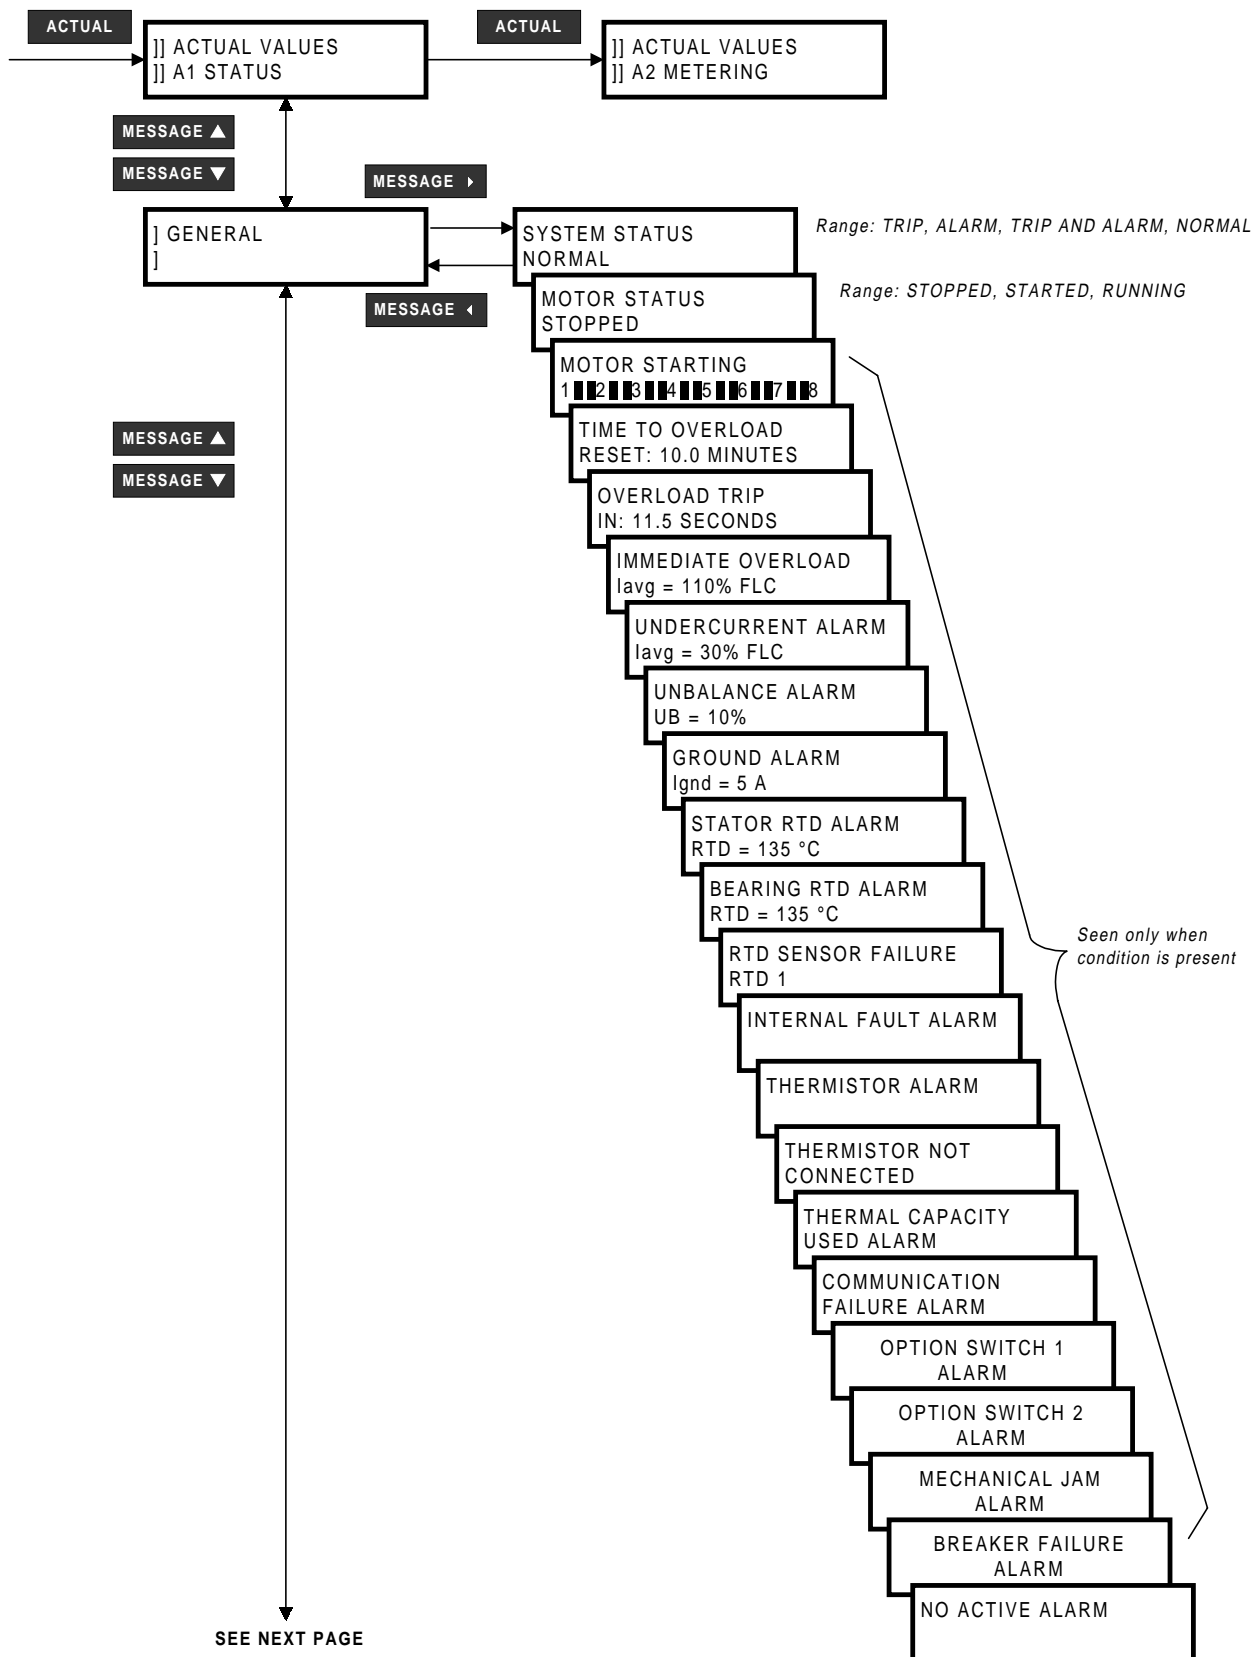 ACTUAL
ACTUAL
]] ACTUAL VALUES
]] A1 STATUS
]] ACTUAL VALUES
]] A2 METERING
MESSAGE ▲
MESSAGE ▼
MESSAGE ▸
] GENERAL
]
SYSTEM STATUS
NORMAL
Range: TRIP, ALARM, TRIP AND ALARM, NORMAL
MESSAGE ◂
MOTOR STATUS
STOPPED
Range: STOPPED, STARTED, RUNNING
MOTOR STARTING
1▮▮2▮▮3▮▮4▮▮5▮▮6▮▮7▮▮8
MESSAGE ▲
MESSAGE ▼
TIME TO OVERLOAD
RESET: 10.0 MINUTES
OVERLOAD TRIP
IN: 11.5 SECONDS
IMMEDIATE OVERLOAD
Iavg = 110% FLC
UNDERCURRENT ALARM
Iavg = 30% FLC
UNBALANCE ALARM
UB = 10%
GROUND ALARM
Ignd = 5 A
STATOR RTD ALARM
RTD = 135 °C
BEARING RTD ALARM
RTD = 135 °C
RTD SENSOR FAILURE
RTD 1
Seen only when
condition is present
INTERNAL FAULT ALARM
THERMISTOR ALARM
THERMISTOR NOT
CONNECTED
THERMAL CAPACITY
USED ALARM
COMMUNICATION
FAILURE ALARM
OPTION SWITCH 1
ALARM
OPTION SWITCH 2
ALARM
MECHANICAL JAM
ALARM
BREAKER FAILURE
ALARM
NO ACTIVE ALARM
SEE NEXT PAGE